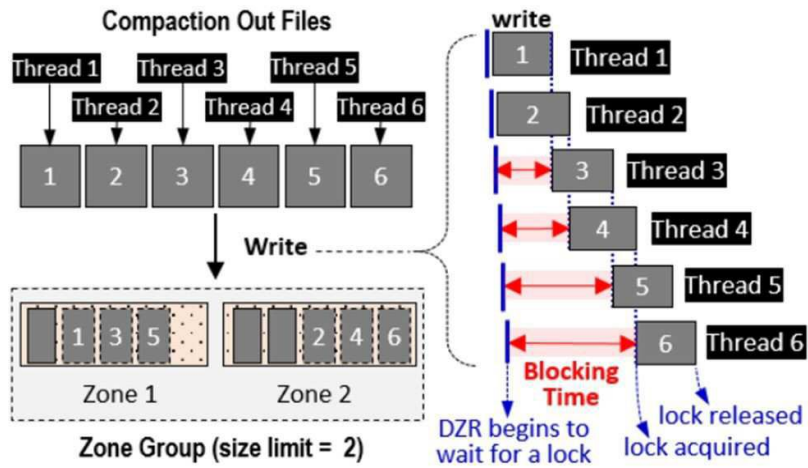 Compaction Out Files
Thread 1
Thread 3
Thread 5
Thread 2
Thread 4
Thread 6
1
2
3
4
5
6
Write
1
3
5
2
4
6
Zone 1
Zone 2
Zone Group (size limit = 2)
write
1
Thread 1
2
Thread 2
3
Thread 3
4
Thread 4
5
Thread 5
6
Thread 6
Blocking
Time
DZR begins to
wait for a lock
lock released
lock acquired